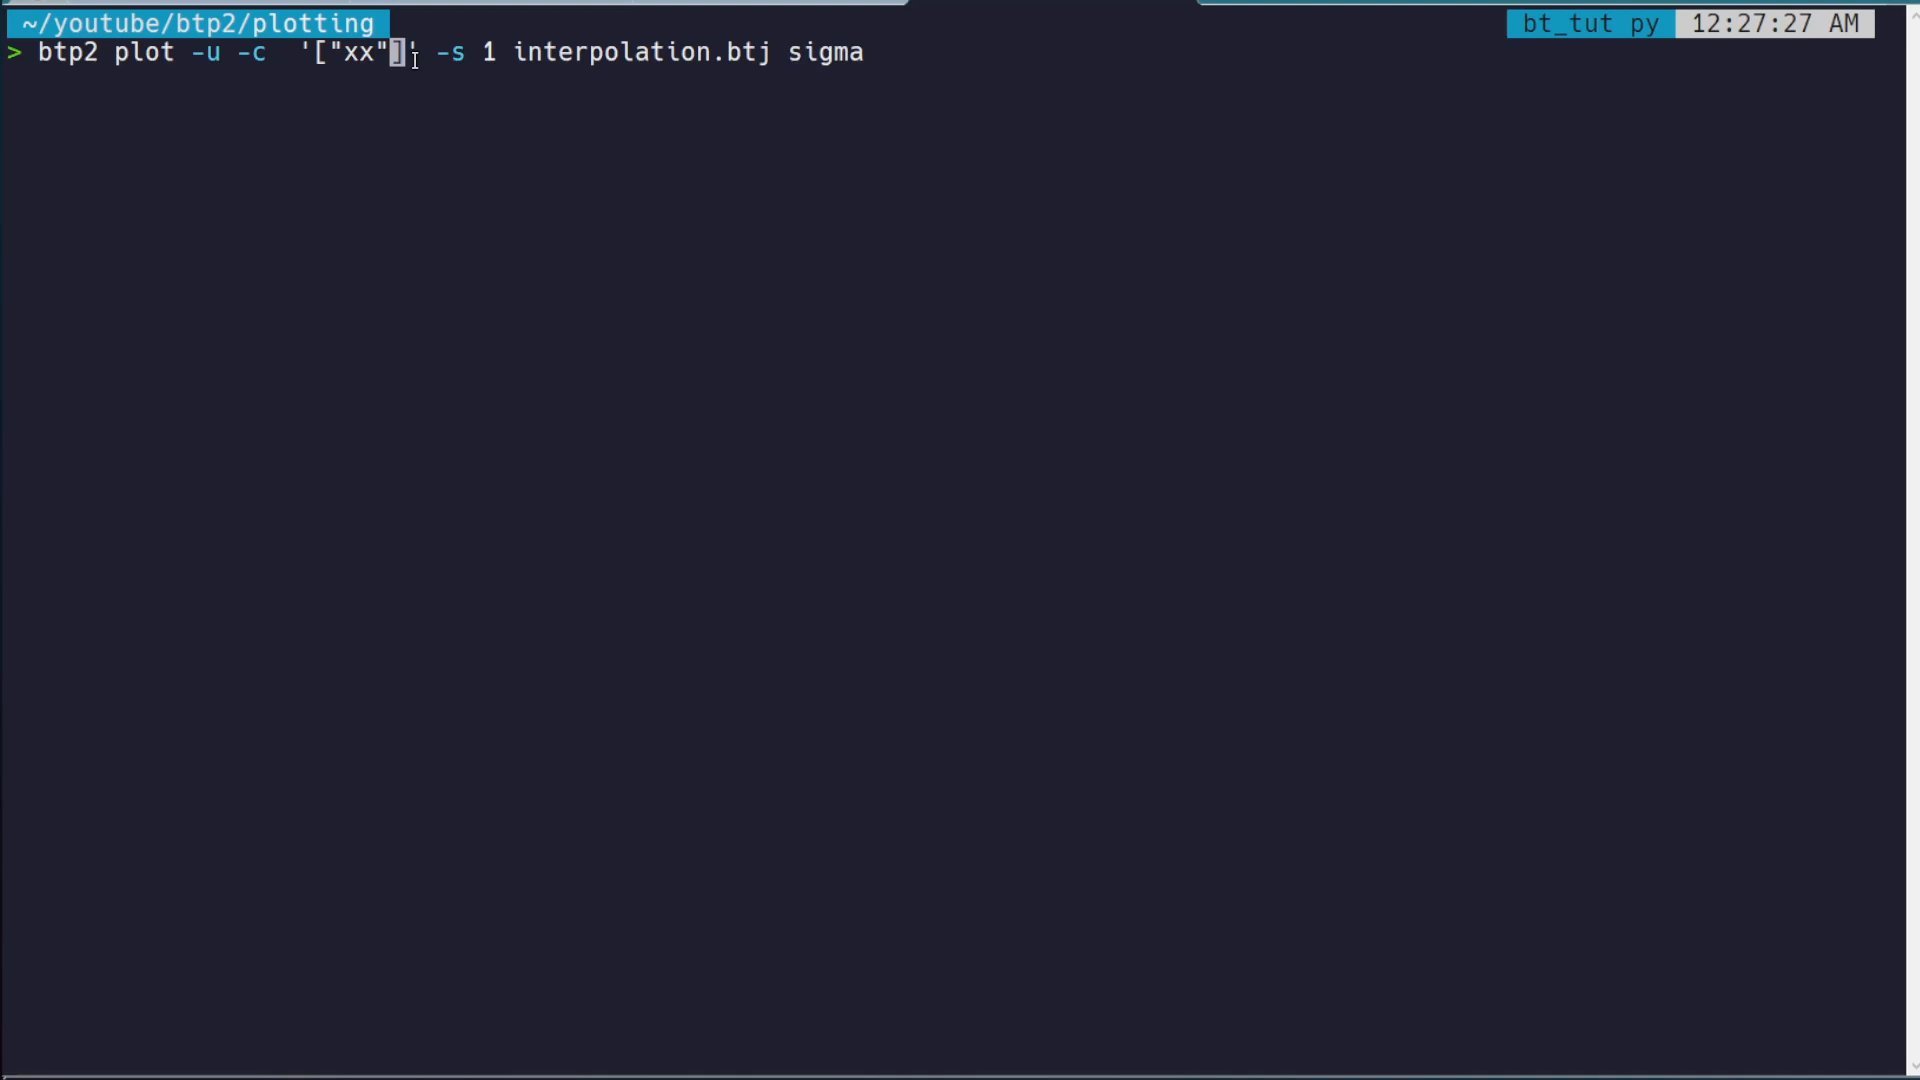 ~/youtube/btp2/plotting bt_tut py 12:27:27 AM
> btp2 plot -u -c  '["xx"]' -s 1 interpolation.btj sigma